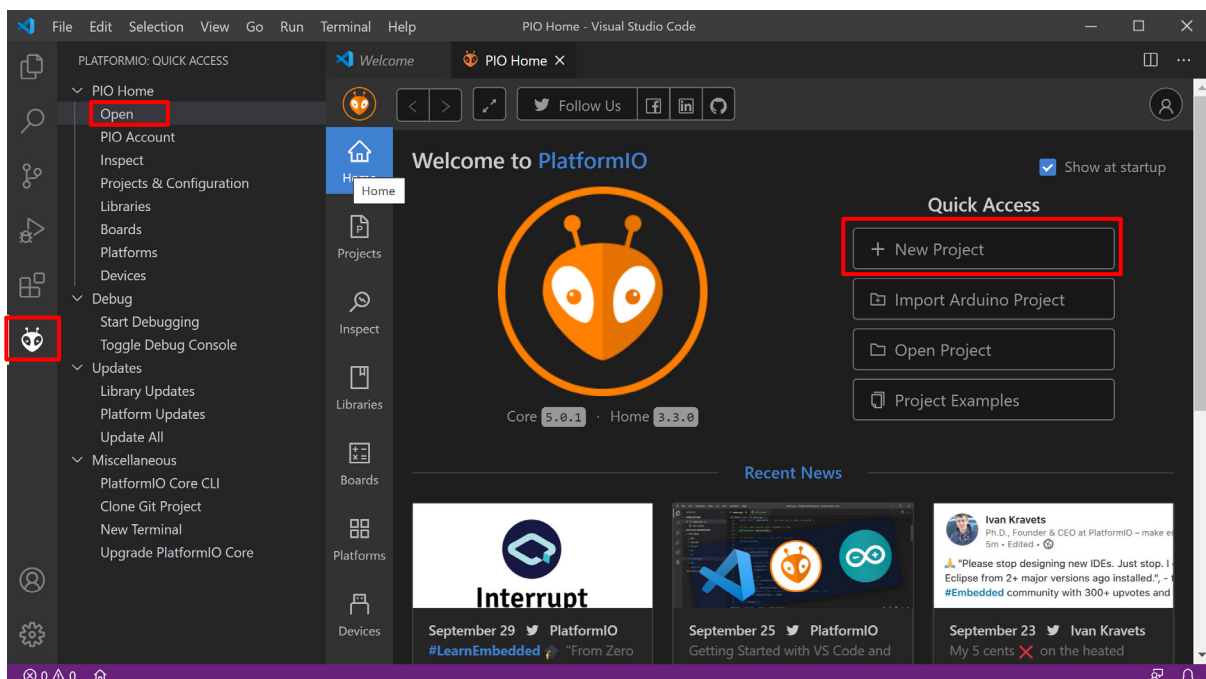 File Edit Selection View Go Run Terminal Help PIO Home - Visual Studio Code
PLATFORMIO: QUICK ACCESS
PIO Home
Open
PIO Account
Inspect
Projects & Configuration
Libraries
Boards
Platforms
Devices
Debug
Start Debugging
Toggle Debug Console
Updates
Library Updates
Platform Updates
Update All
Miscellaneous
PlatformIO Core CLI
Clone Git Project
New Terminal
Upgrade PlatformIO Core
Welcome PIO Home
Follow Us
Home
Home
Projects
Inspect
Libraries
Boards
Platforms
Devices
Welcome to PlatformIO
Show at startup
Quick Access
New Project
Import Arduino Project
Open Project
Project Examples
Core 5.0.1 · Home 3.3.0
Recent News
Interrupt
September 29 PlatformIO
#LearnEmbedded "From Zero
September 25 PlatformIO
Getting Started with VS Code and
Ivan Kravets
Ph.D., Founder & CEO at PlatformIO – make
5m • Edited •
"Please stop designing new IDEs. Just stop. I
Eclipse from 2+ major versions ago installed.", -
#Embedded community with 300+ upvotes and
September 23 Ivan Kravets
My 5 cents on the heated
0 0